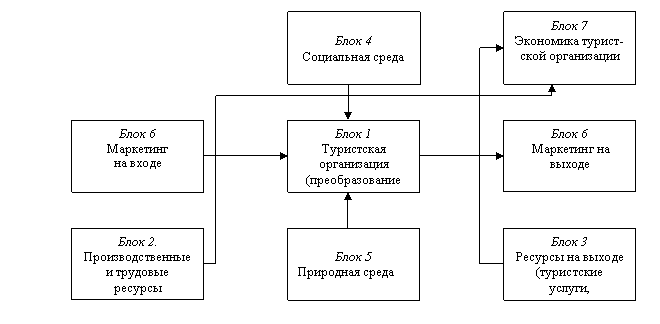 Блок 4
Социальная среда
Блок 7
Экономика турист-
ской организации
Блок 6
Маркетинг
на входе
Блок 1
Туристская
организация
(преобразование
Блок 6
Маркетинг на
выходе
Блок 2.
Производственные
и трудовые
ресурсы
Блок 5
Природная среда
Блок 3
Ресурсы на выходе
(туристские
услуги,